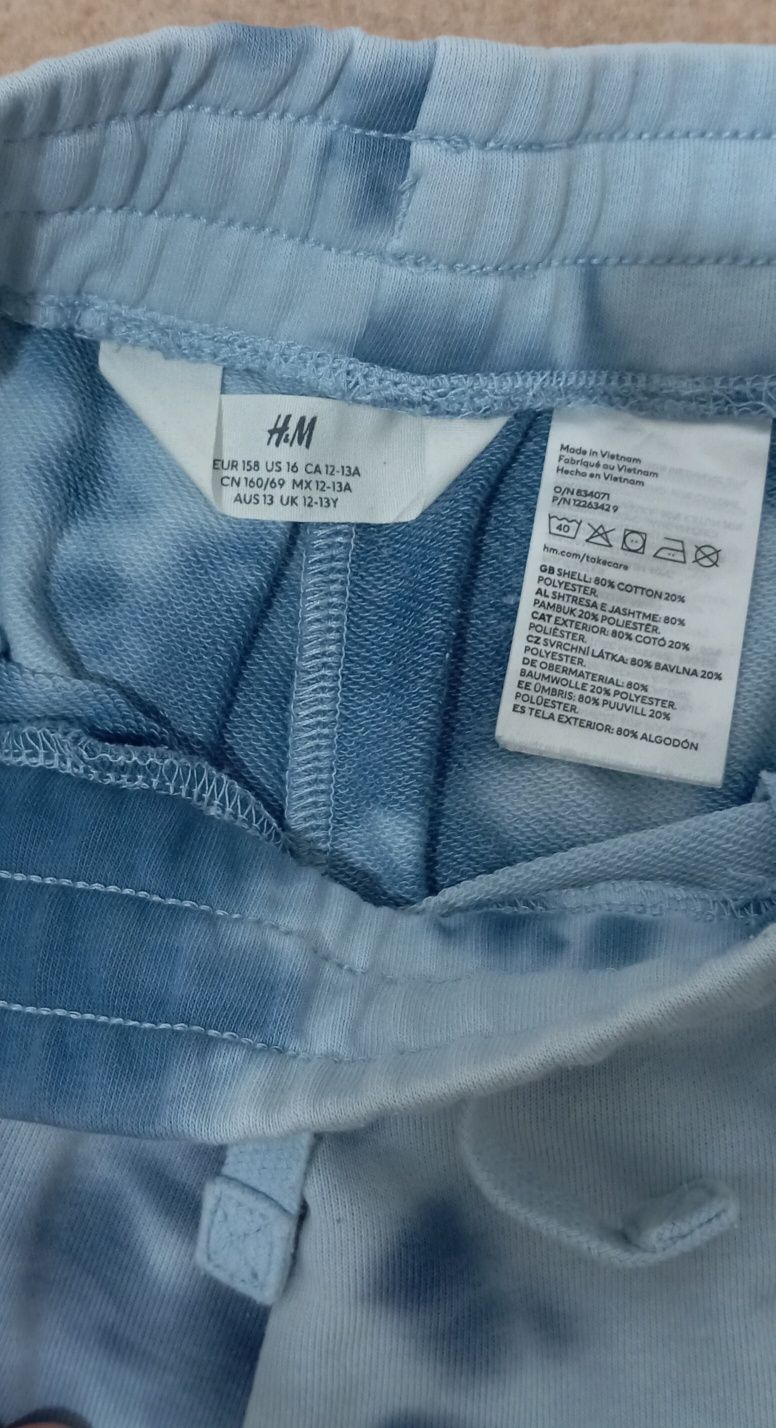 H&M
EUR 158 US 16 CA 12-13A
CN 160/69 MX 12-13A
AUS 13 UK 12-13Y
Made in Vietnam
Fabriqué au Vietnam
Hecho en Vietnam
O/N 834071
P/N 1226342 9
40
hm.com/takecare
GB SHELL: 80% COTTON 20%
POLYESTER.
AL SHTRESA E JASHTME: 80%
PAMBUK 20% POLIESTËR.
CAT EXTERIOR: 80% COTÓ 20%
POLIÈSTER.
CZ SVRCHNÍ LÁTKA: 80% BAVLNA 20%
POLYESTER.
DE OBERMATERIAL: 80%
BAUMWOLLE 20% POLYESTER.
EE ÜMBRIS: 80% PUUVILL 20%
POLÜESTER.
ES TELA EXTERIOR: 80% ALGODÓN